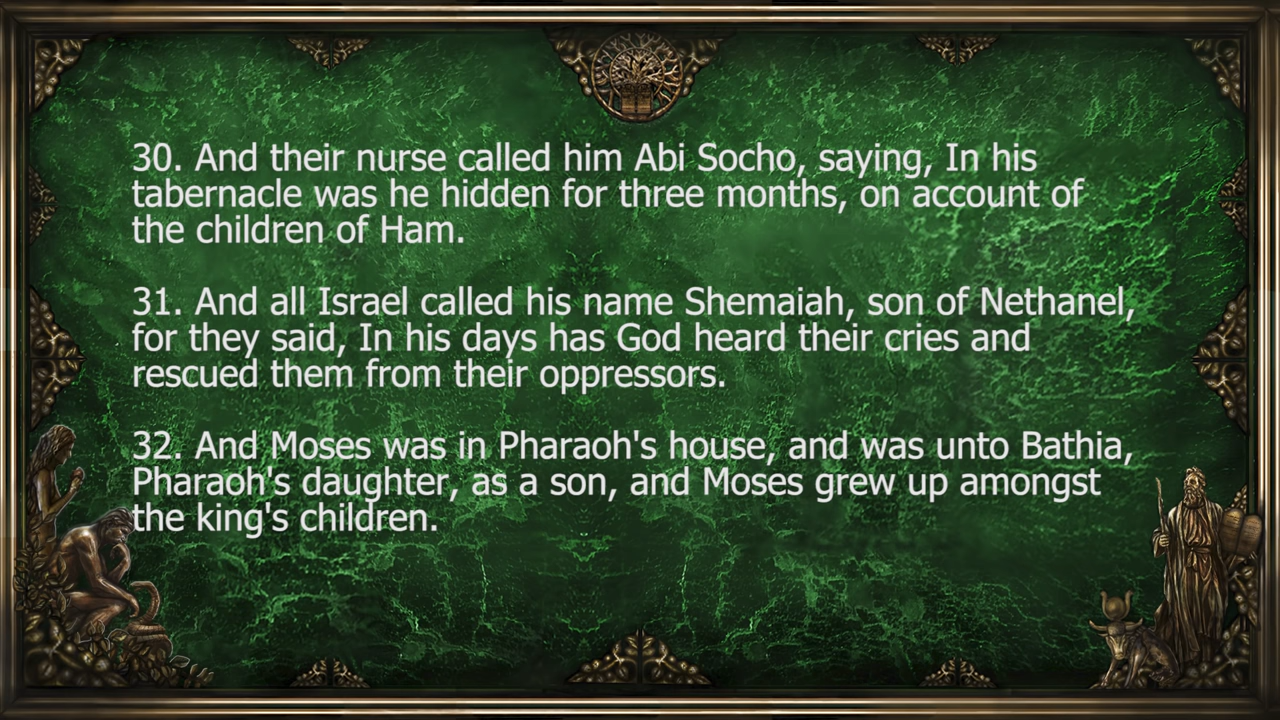 30. And their nurse called him Abi Socho, saying, In his
tabernacle was he hidden for three months, on account of
the children of Ham.
31. And all Israel called his name Shemaiah, son of Nethanel,
for they said, In his days has God heard their cries and
rescued them from their oppressors.
32. And Moses was in Pharaoh's house, and was unto Bathia,
Pharaoh's daughter, as a son, and Moses grew up amongst
the king's children.